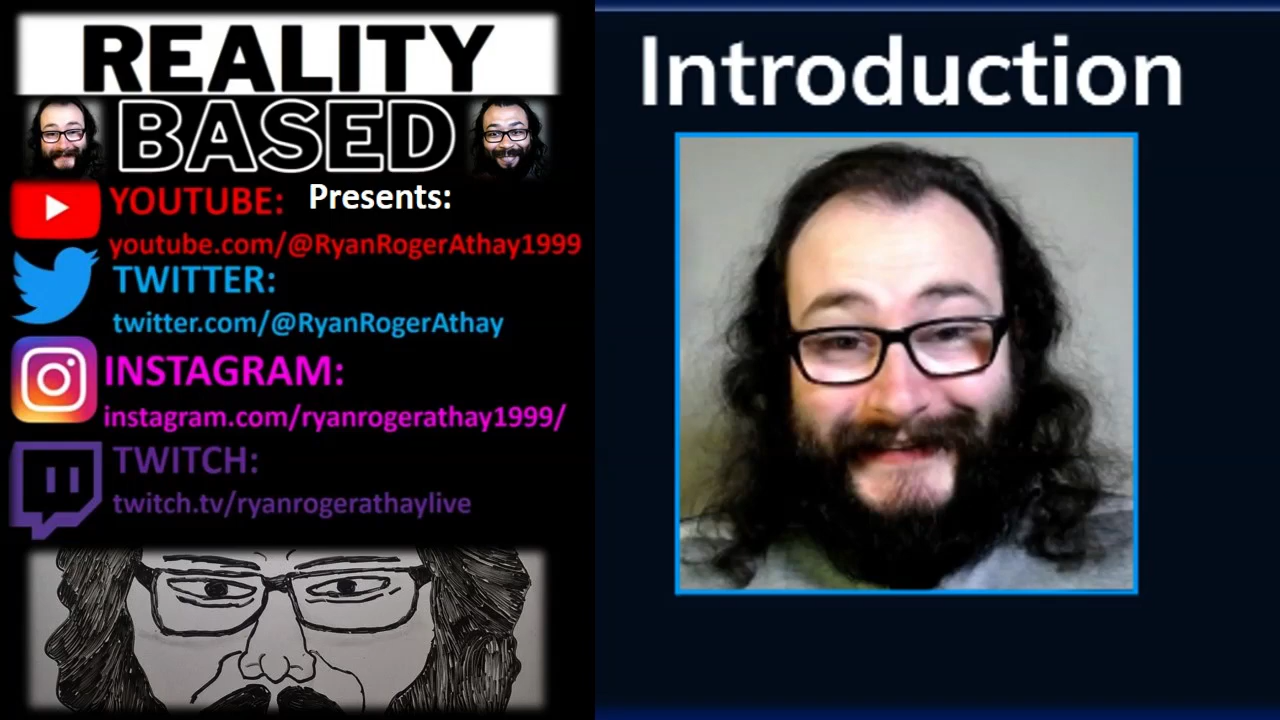 REALITY
BASED
YOUTUBE: Presents:
youtube.com/@RyanRogerAthay1999
TWITTER:
twitter.com/@RyanRogerAthay
INSTAGRAM:
instagram.com/ryanrogerathay1999/
TWITCH:
twitch.tv/ryanrogerathaylive
Introduction